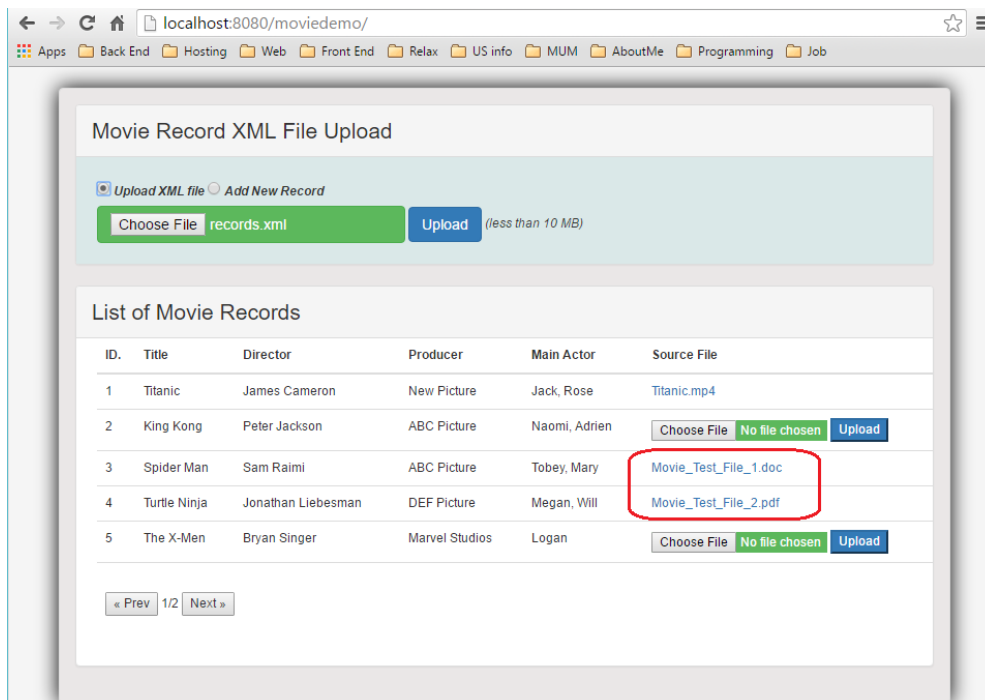 localhost:8080/moviedemo/
Apps Back End Hosting Web Front End Relax US info MUM AboutMe Programming Job
Movie Record XML File Upload
Upload XML file Add New Record
Choose File records.xml Upload (less than 10 MB)
List of Movie Records
ID. Title Director Producer Main Actor Source File
1 Titanic James Cameron New Picture Jack, Rose Titanic.mp4
2 King Kong Peter Jackson ABC Picture Naomi, Adrien Choose File No file chosen Upload
3 Spider Man Sam Raimi ABC Picture Tobey, Mary Movie_Test_File_1.doc
4 Turtle Ninja Jonathan Liebesman DEF Picture Megan, Will Movie_Test_File_2.pdf
5 The X-Men Bryan Singer Marvel Studios Logan Choose File No file chosen Upload
« Prev 1/2 Next »